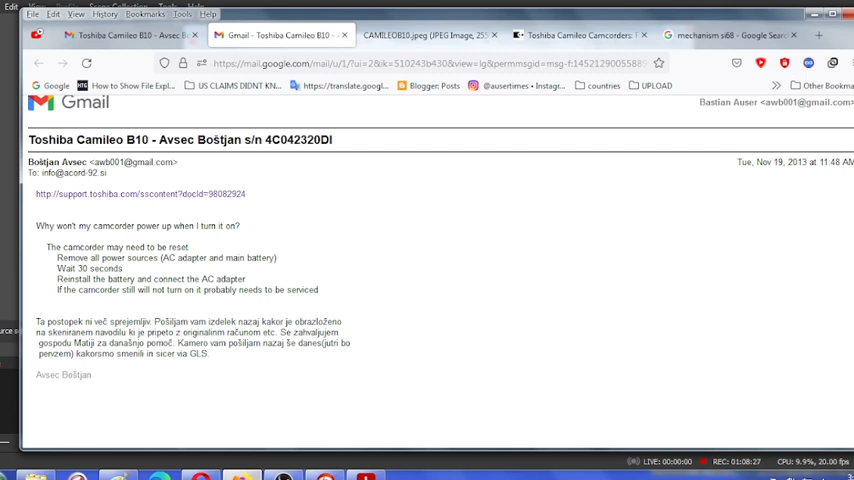 Edit
File Edit View History Bookmarks Tools Help
Toshiba Camileo B10 - Avsec Bo × Gmail - Toshiba Camileo B10 - × CAMILEOB10.jpeg (JPEG Image, 255 × Toshiba Camileo Camcorders: × mechanism si68 - Google Searc × +
https://mail.google.com/mail/u/1/?ui=2&ik=510243b430&view=lg&permmsgid=msg-f:1452129005588
Google How to Show File Expl... US CLAIMS DIDNT KN... https://translate.googl... Blogger: Posts @ausertimes • Instagr... countries UPLOAD Other Bookma
Gmail
Bastian Auser <awb001@gmail.com>
Toshiba Camileo B10 - Avsec Boštjan s/n 4C042320DI
Boštjan Avsec <awb001@gmail.com>
Tue, Nov 19, 2013 at 11:48 AM
To: info@acord-92.si
http://support.toshiba.com/sscontent?docId=98082924
Why won't my camcorder power up when I turn it on?
The camcorder may need to be reset
Remove all power sources (AC adapter and main battery)
Wait 30 seconds
Reinstall the battery and connect the AC adapter
If the camcorder still will not turn on it probably needs to be serviced
Ta postopek ni več sprejemljiv. Pošiljam vam izdelek nazaj kakor je obrazloženo
na skeniranem navodilu ki je pripeto z originalinm računom etc. Se zahvaljujem
gospodu Matiji za današnjo pomoč. Kamero vam pošiljam nazaj še danes(jutri bo
pervzem) kakorsmo smenili in sicer via GLS.
Avsec Boštjan
LIVE: 00:00:00 REC: 01:08:27 CPU: 9.9%, 20.00 fps